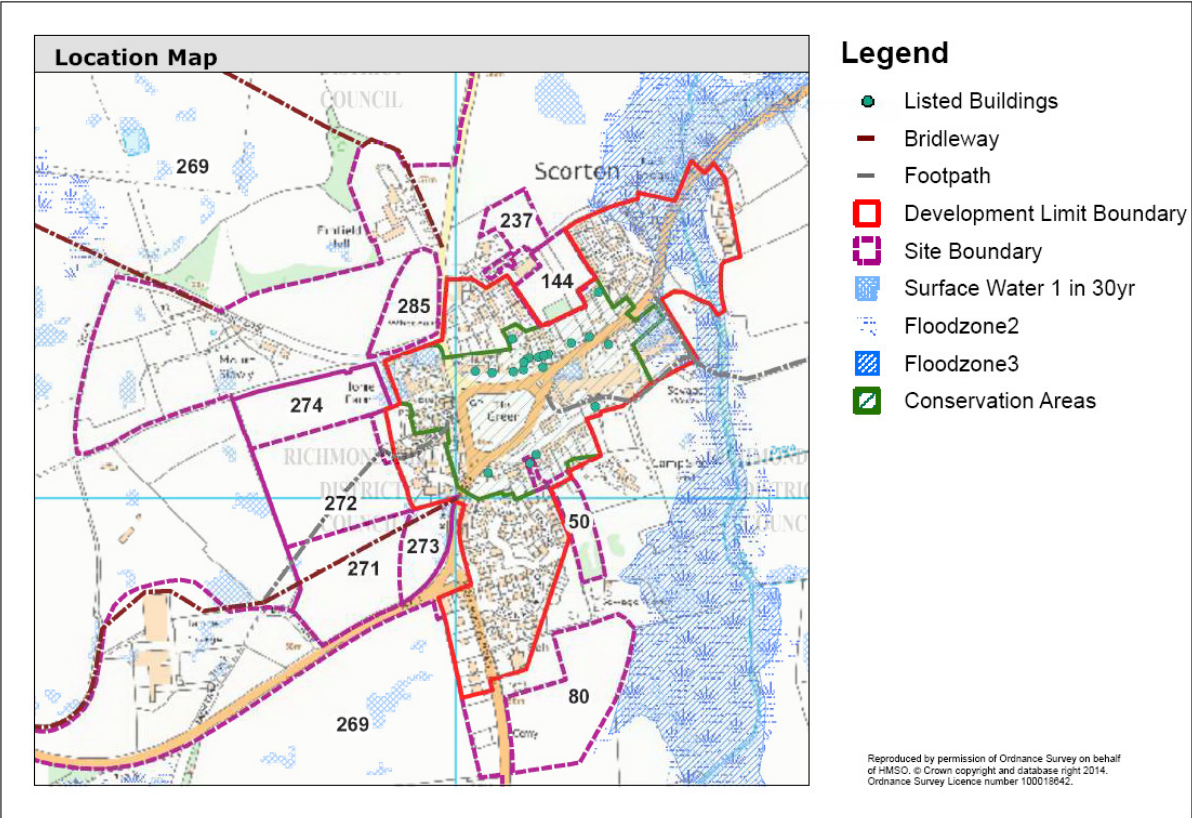 Location Map
COUNCIL
269
Scorton
237
144
285
274
RICHMOND
DISTRICT
COUNCIL
272
273
271
50
80
269
Legend
Listed Buildings
Bridleway
Footpath
Development Limit Boundary
Site Boundary
Surface Water 1 in 30yr
Floodzone2
Floodzone3
Conservation Areas
Reproduced by permission of Ordnance Survey on behalf
of HMSO. © Crown copyright and database right 2014.
Ordnance Survey Licence number 100018642.